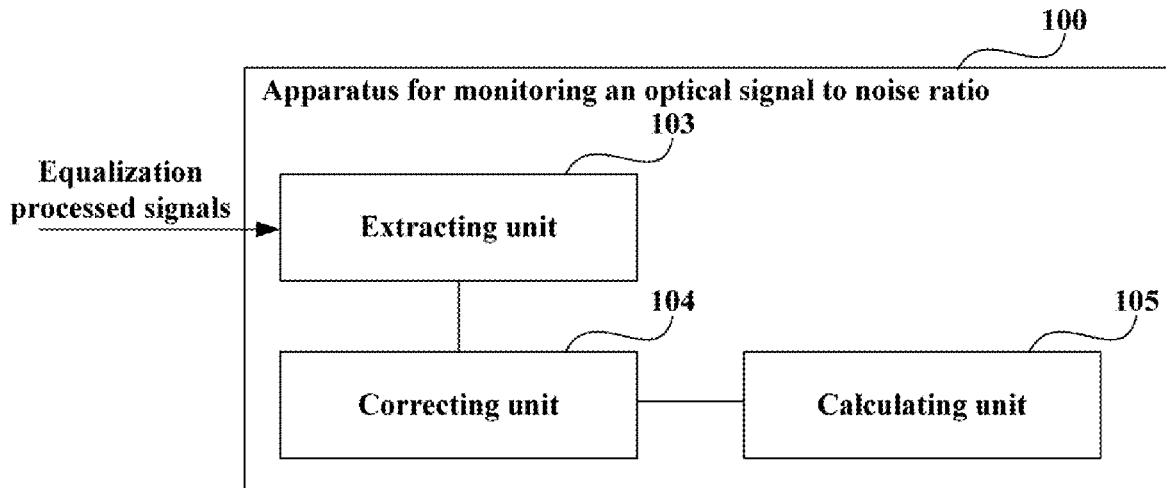 100
Apparatus for monitoring an optical signal to noise ratio
103
Equalization
processed signals
Extracting unit
104
105
Correcting unit
Calculating unit